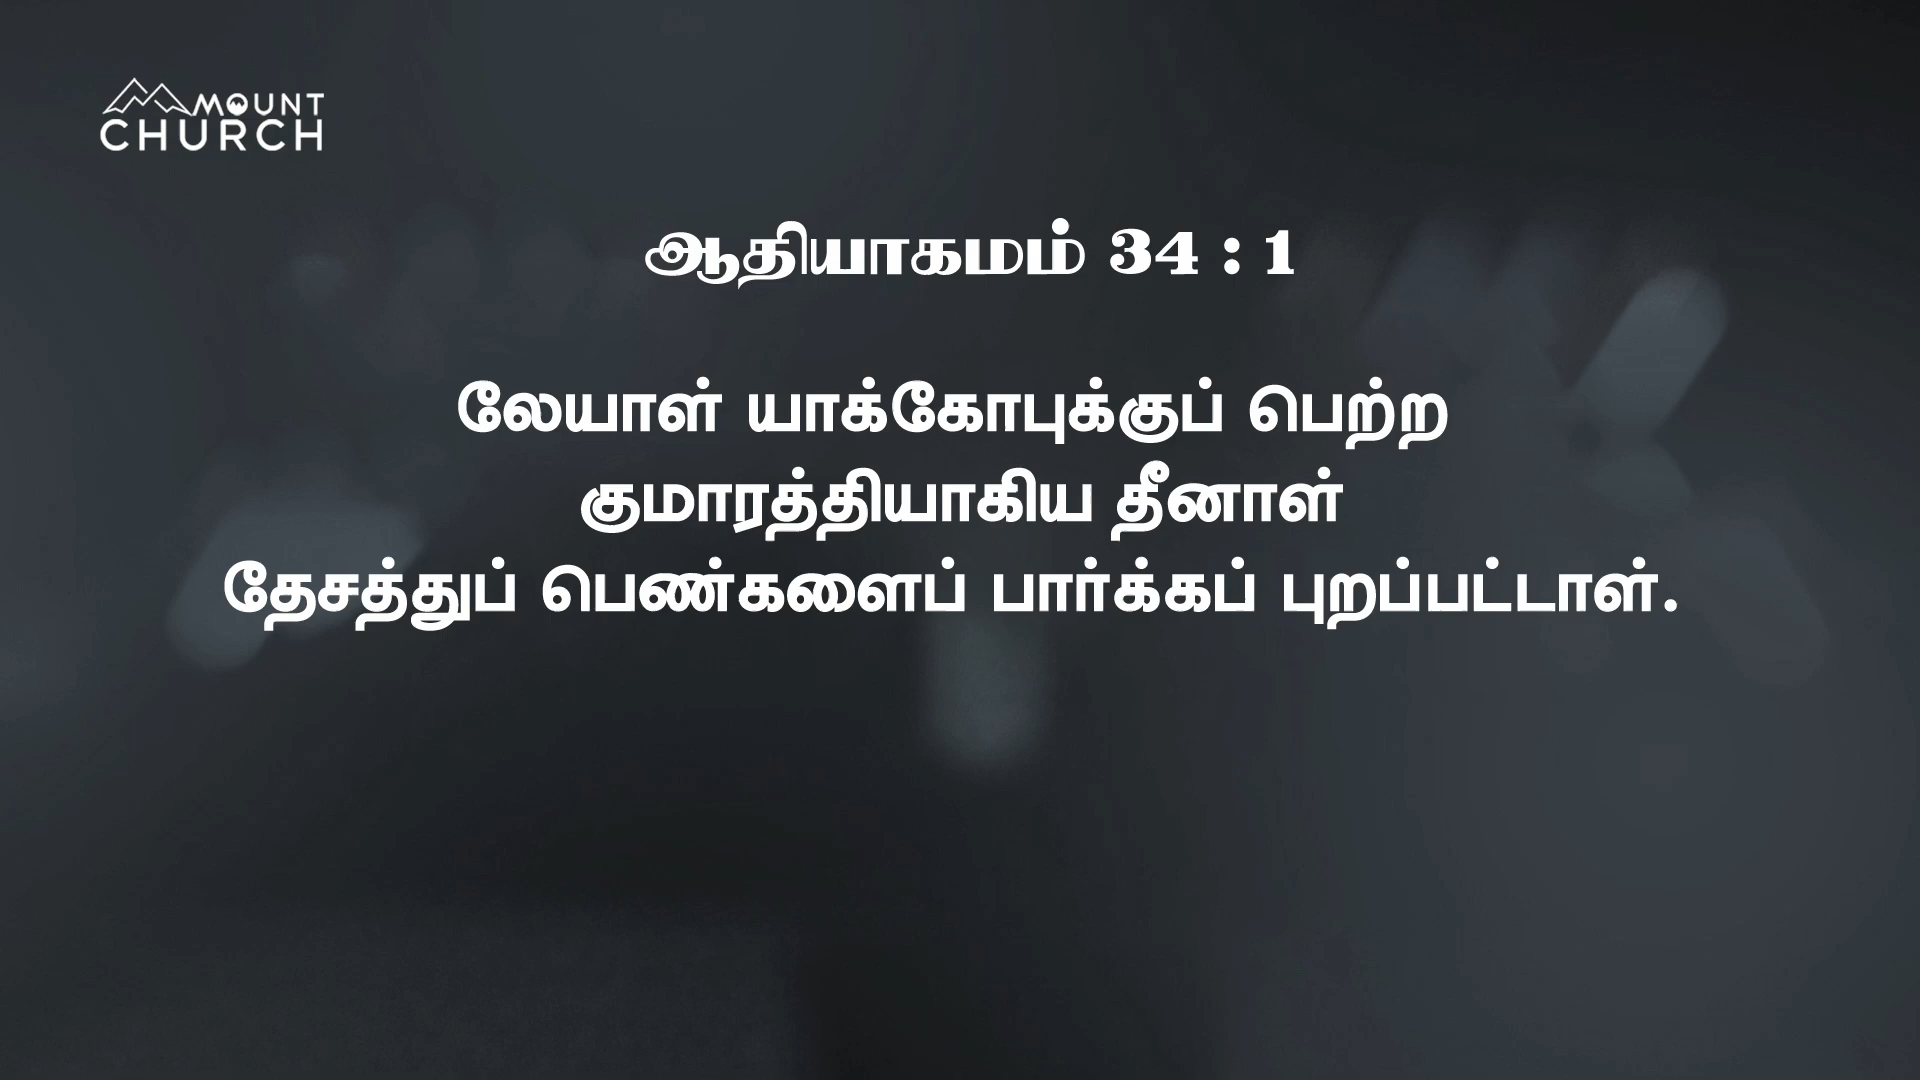 MOUNT
CHURCH
ஆதியாகமம் 34 : 1
லேயாள் யாக்கோபுக்குப் பெற்ற
குமாரத்தியாகிய தீனாள்
தேசத்துப் பெண்களைப் பார்க்கப் புறப்பட்டாள்.